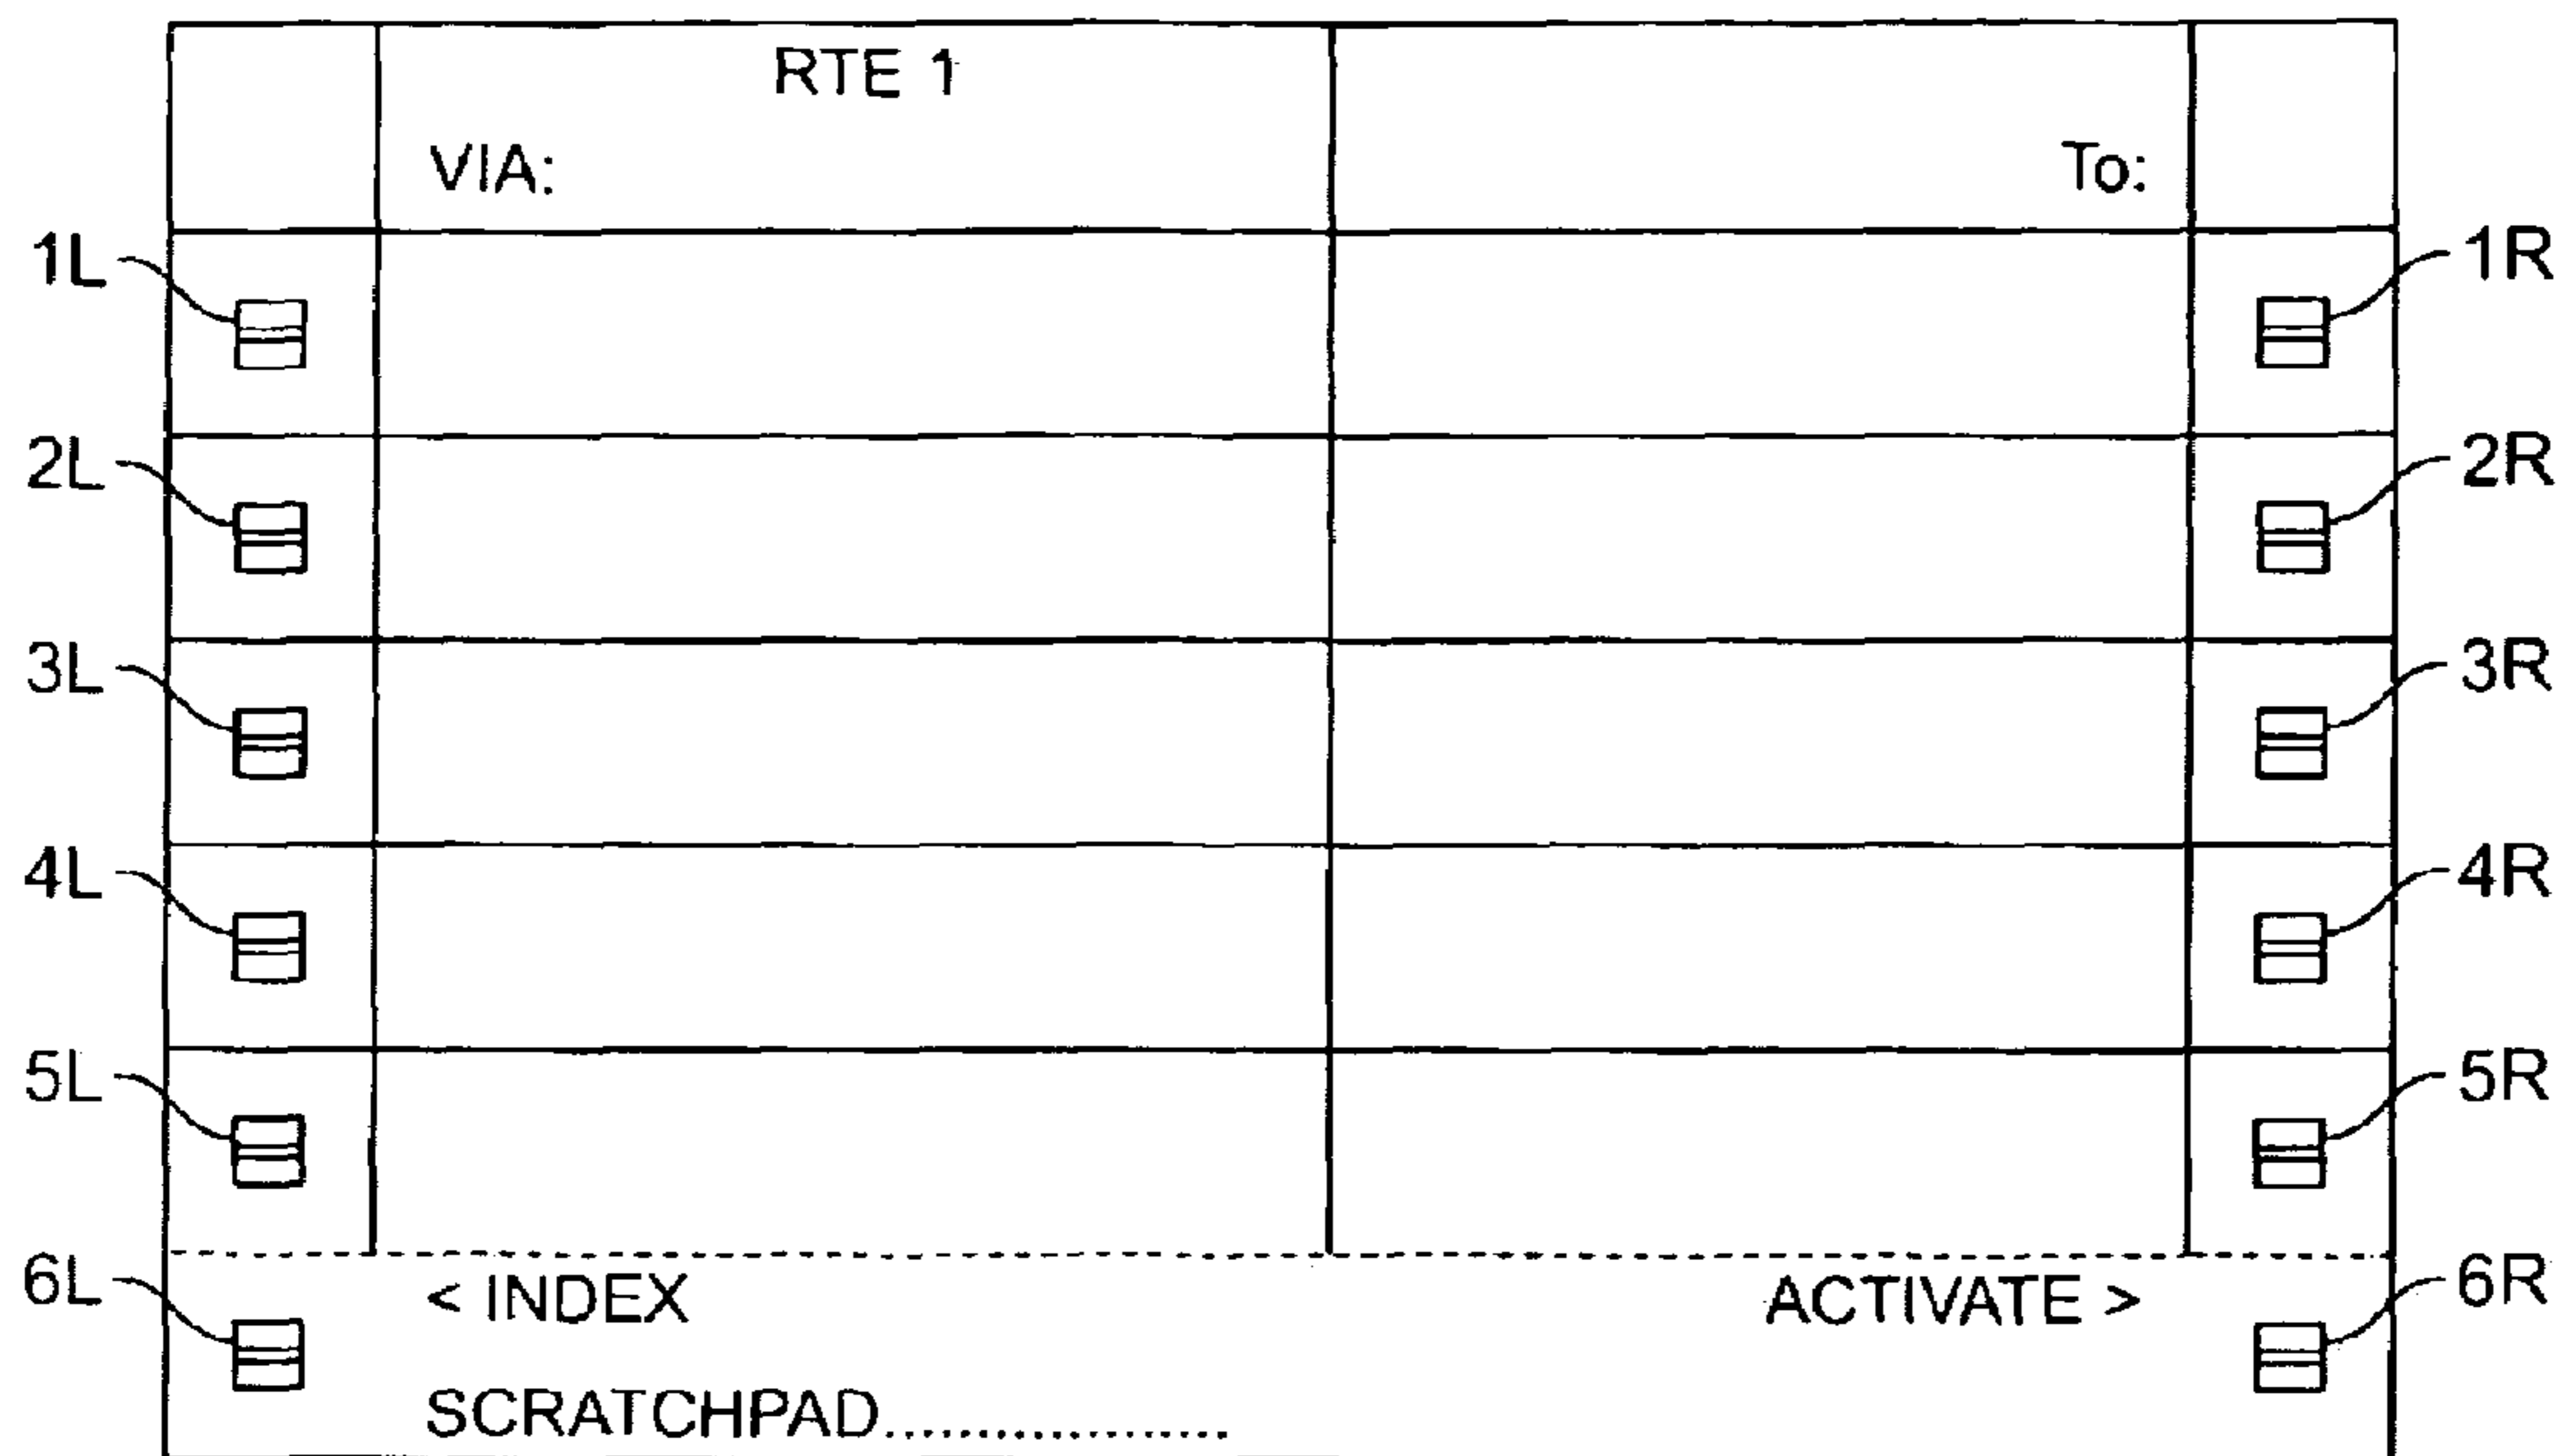 RTE 1
VIA: To:
1L 1R
2L 2R
3L 3R
4L 4R
5L 5R
6L < INDEX ACTIVATE > 6R
SCRATCHPAD..................